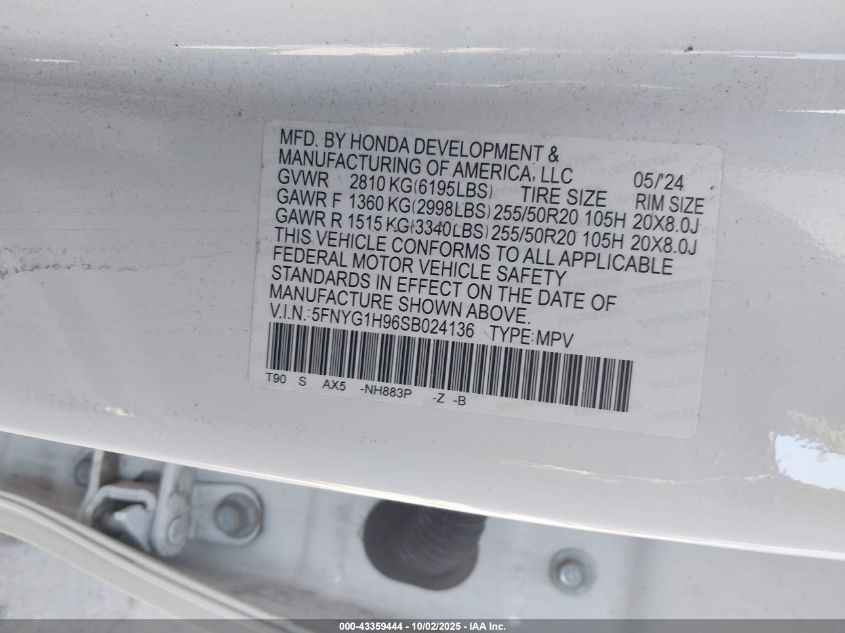 MFD. BY HONDA DEVELOPMENT &
MANUFACTURING OF AMERICA, LLC 05/'24
GVWR 2810 KG(6195LBS) TIRE SIZE RIM SIZE
GAWR F 1360 KG(2998LBS) 255/50R20 105H 20X8.0J
GAWR R 1515 KG(3340LBS) 255/50R20 105H 20X8.0J
THIS VEHICLE CONFORMS TO ALL APPLICABLE
FEDERAL MOTOR VEHICLE SAFETY
STANDARDS IN EFFECT ON THE DATE OF
MANUFACTURE SHOWN ABOVE.
V.I.N.:5FNYG1H96SB024136 TYPE:MPV
T90 S AX5 -NH883P -Z -B
000-43359444 - 10/02/2025 - IAA Inc.